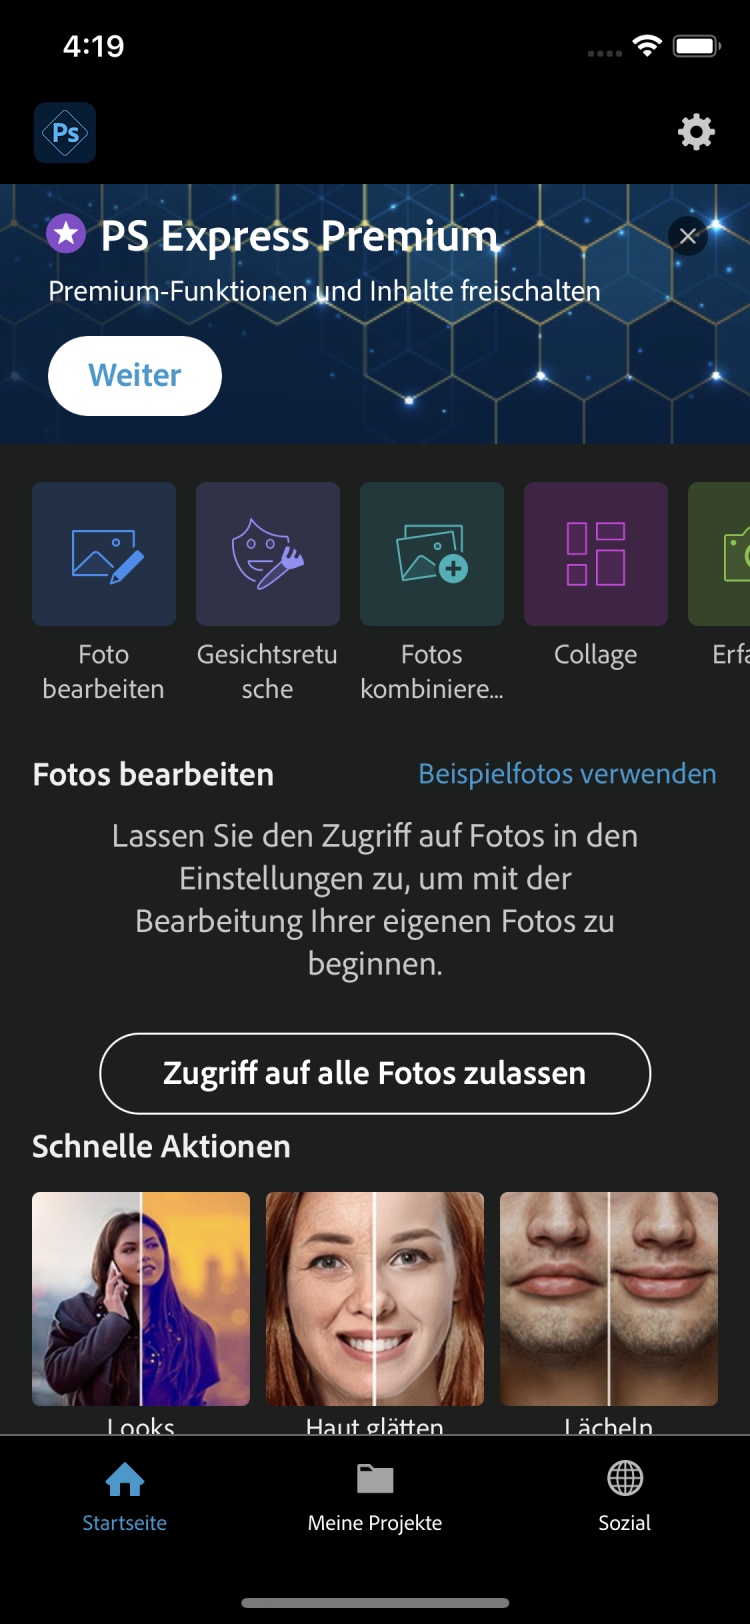 4:19
Ps
PS Express Premium
Premium-Funktionen und Inhalte freischalten
Weiter
Foto
bearbeiten
Gesichtsretu
sche
Fotos
kombiniere...
Collage
Erfa
Fotos bearbeiten
Beispielfotos verwenden
Lassen Sie den Zugriff auf Fotos in den
Einstellungen zu, um mit der
Bearbeitung Ihrer eigenen Fotos zu
beginnen.
Zugriff auf alle Fotos zulassen
Schnelle Aktionen
Looks
Haut glätten
Lächeln
Startseite
Meine Projekte
Sozial